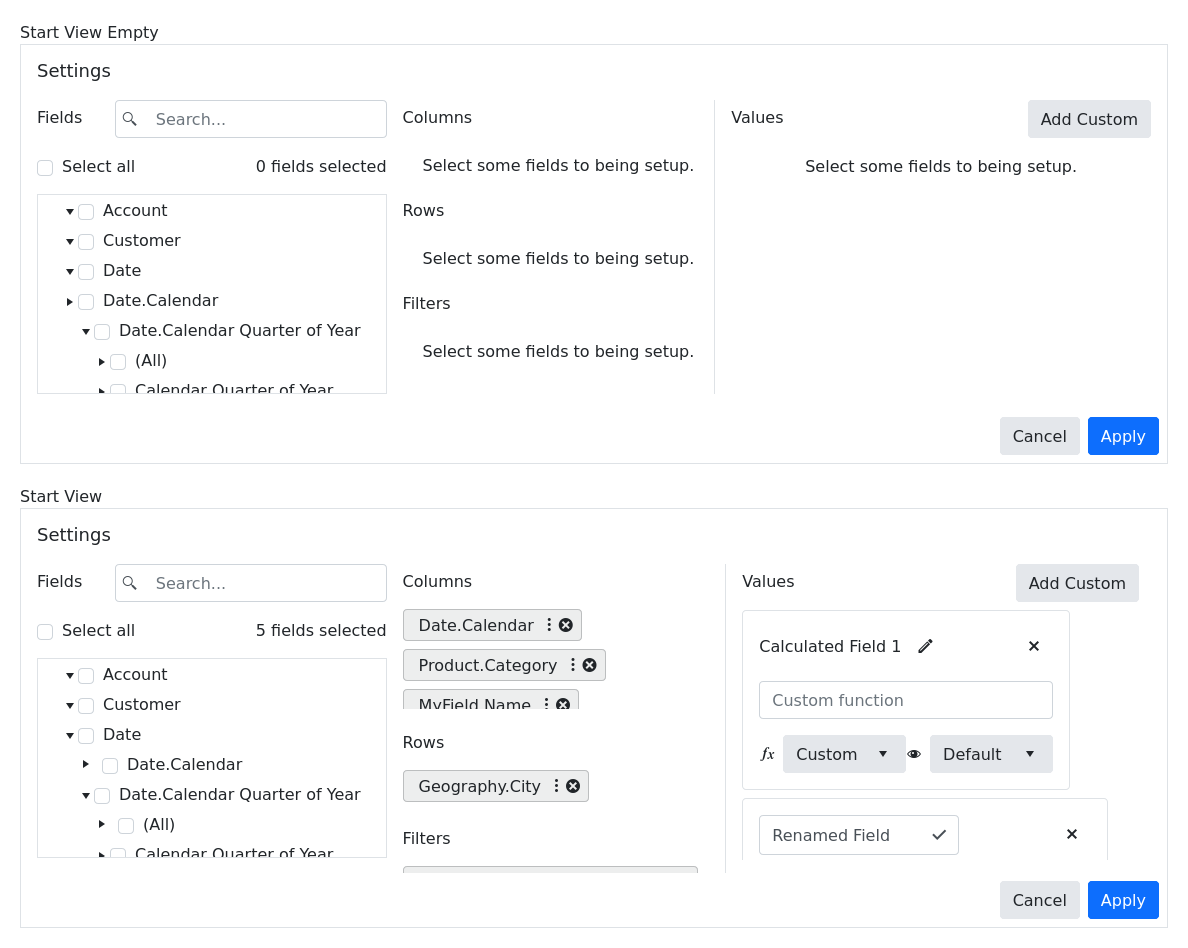 Start View Empty
Settings
Fields
Search...
Select all
0 fields selected
Account
Customer
Date
Date.Calendar
Date.Calendar Quarter of Year
(All)
Calendar Quarter of Year
Columns
Select some fields to being setup.
Rows
Select some fields to being setup.
Filters
Select some fields to being setup.
Values
Add Custom
Select some fields to being setup.
Cancel
Apply
Start View
Settings
Fields
Search...
Select all
5 fields selected
Account
Customer
Date
Date.Calendar
Date.Calendar Quarter of Year
(All)
Calendar Quarter of Year
Columns
Date.Calendar
Product.Category
MyField.Name
Rows
Geography.City
Filters
Values
Add Custom
Calculated Field 1
Custom function
fx Custom Default
Renamed Field
Cancel
Apply